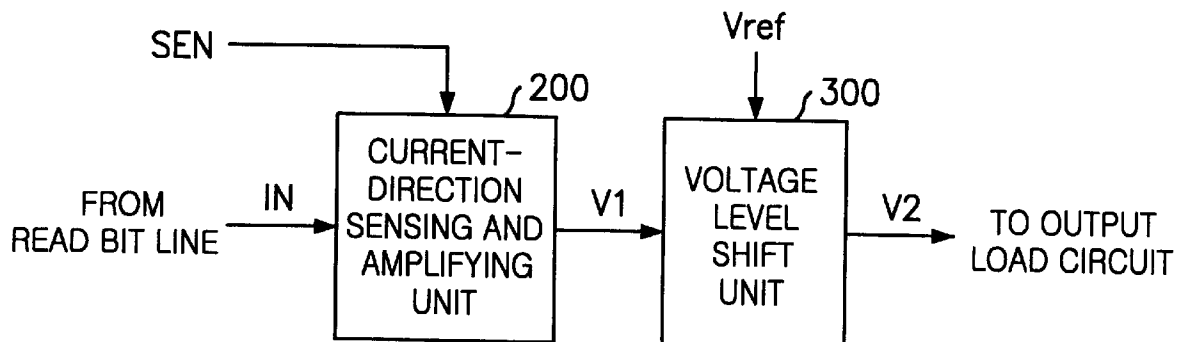 SEN
Vref
200
300
FROM
READ BIT LINE
IN
CURRENT-
DIRECTION
SENSING AND
AMPLIFYING
UNIT
V1
VOLTAGE
LEVEL
SHIFT
UNIT
V2
TO OUTPUT
LOAD CIRCUIT